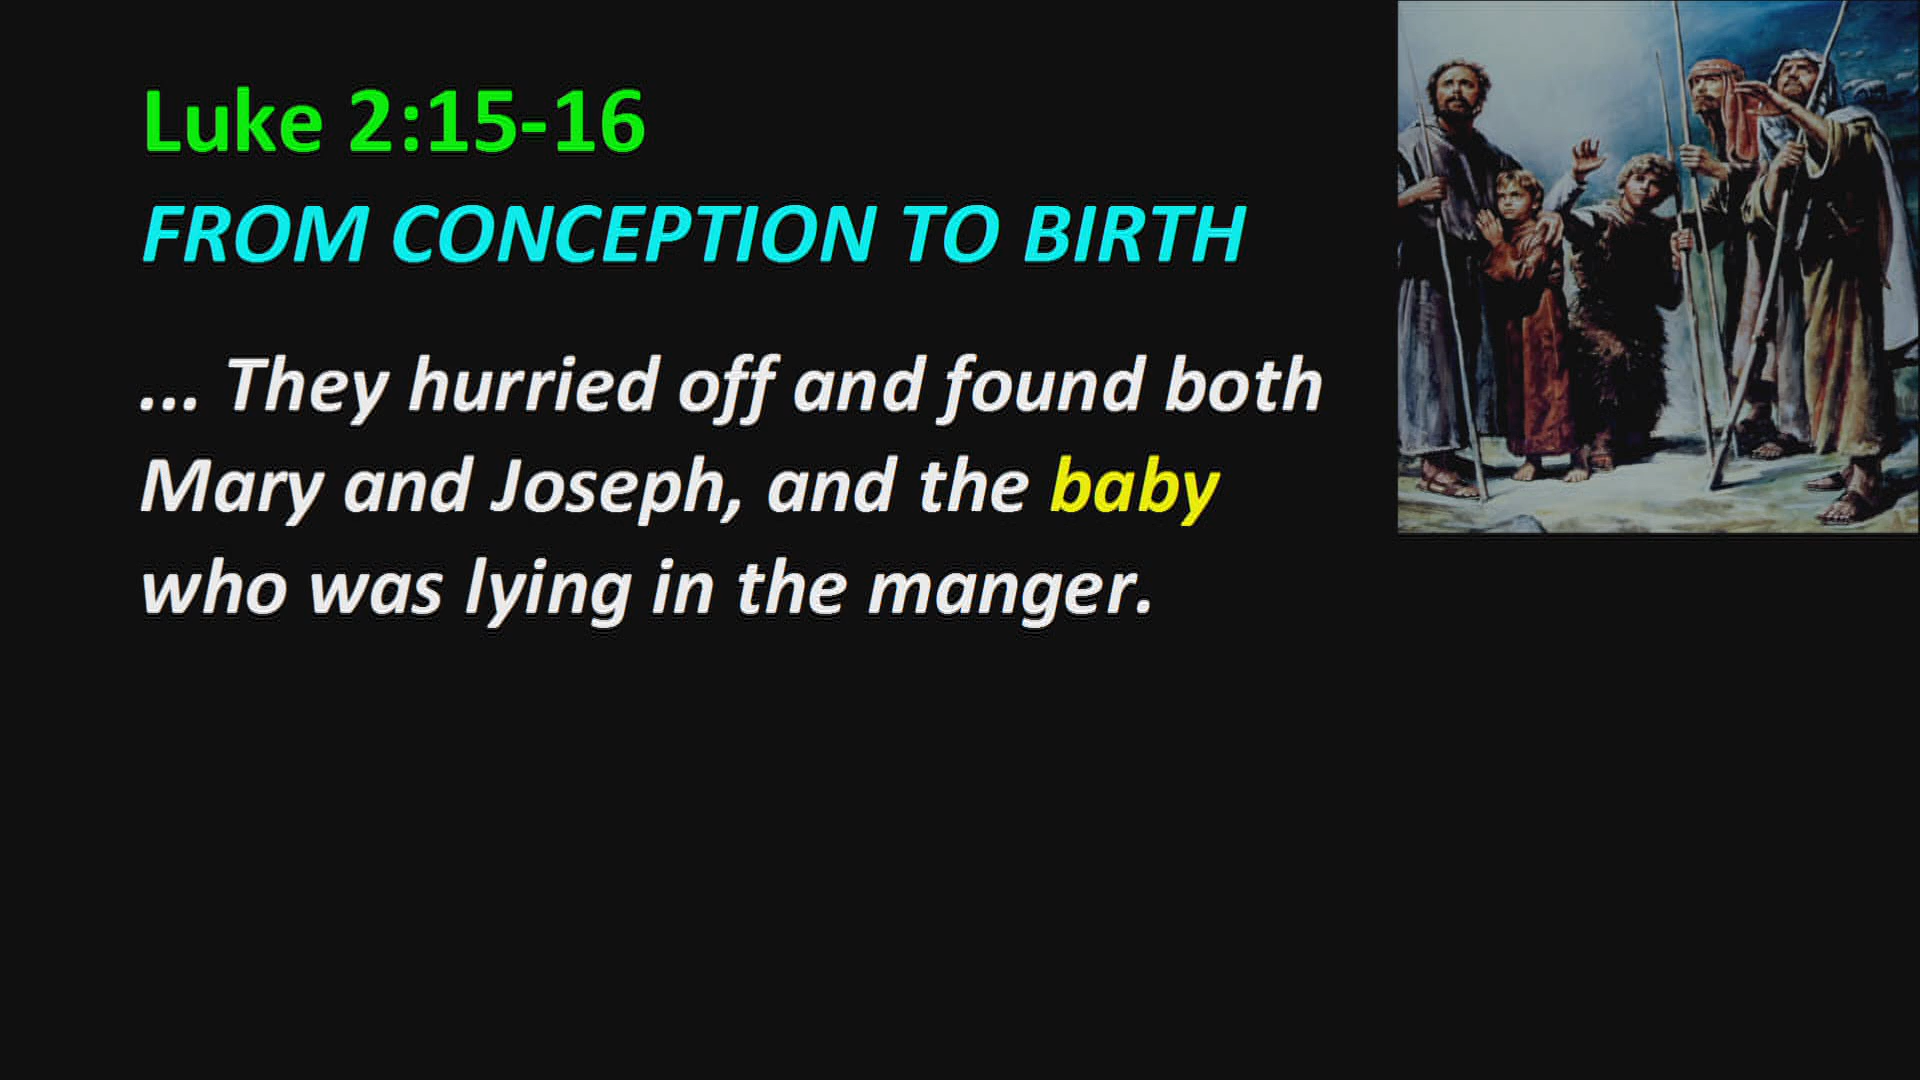 Luke 2:15-16
FROM CONCEPTION TO BIRTH
... They hurried off and found both
Mary and Joseph, and the baby
who was lying in the manger.